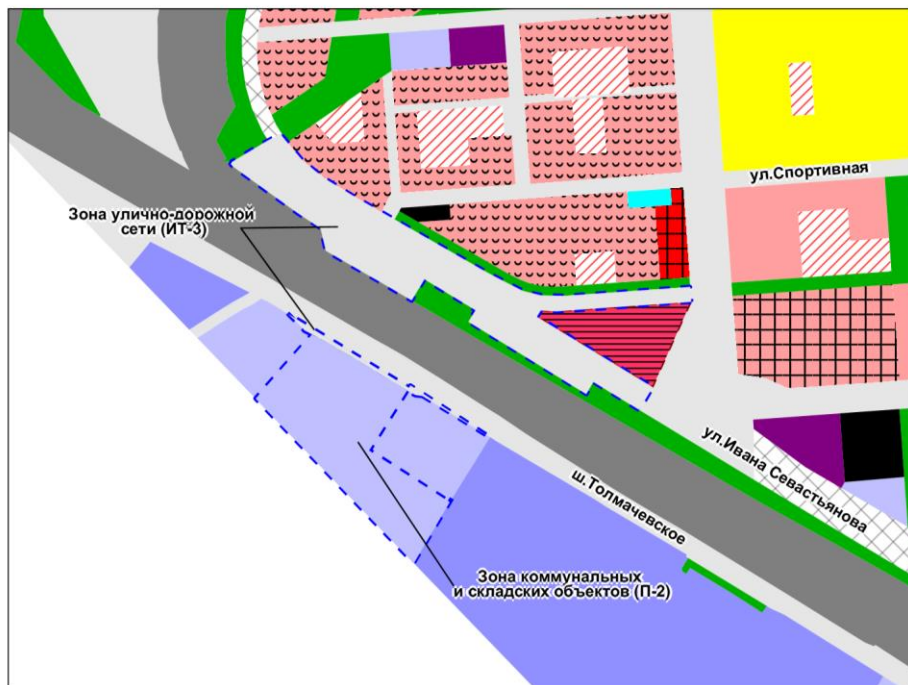 ул.Спортивная
Зона улично-дорожной
сети (ИТ-3)
ул.Ивана Севастьянова
ш.Толмачевское
Зона коммунальных
и складских объектов (П-2)